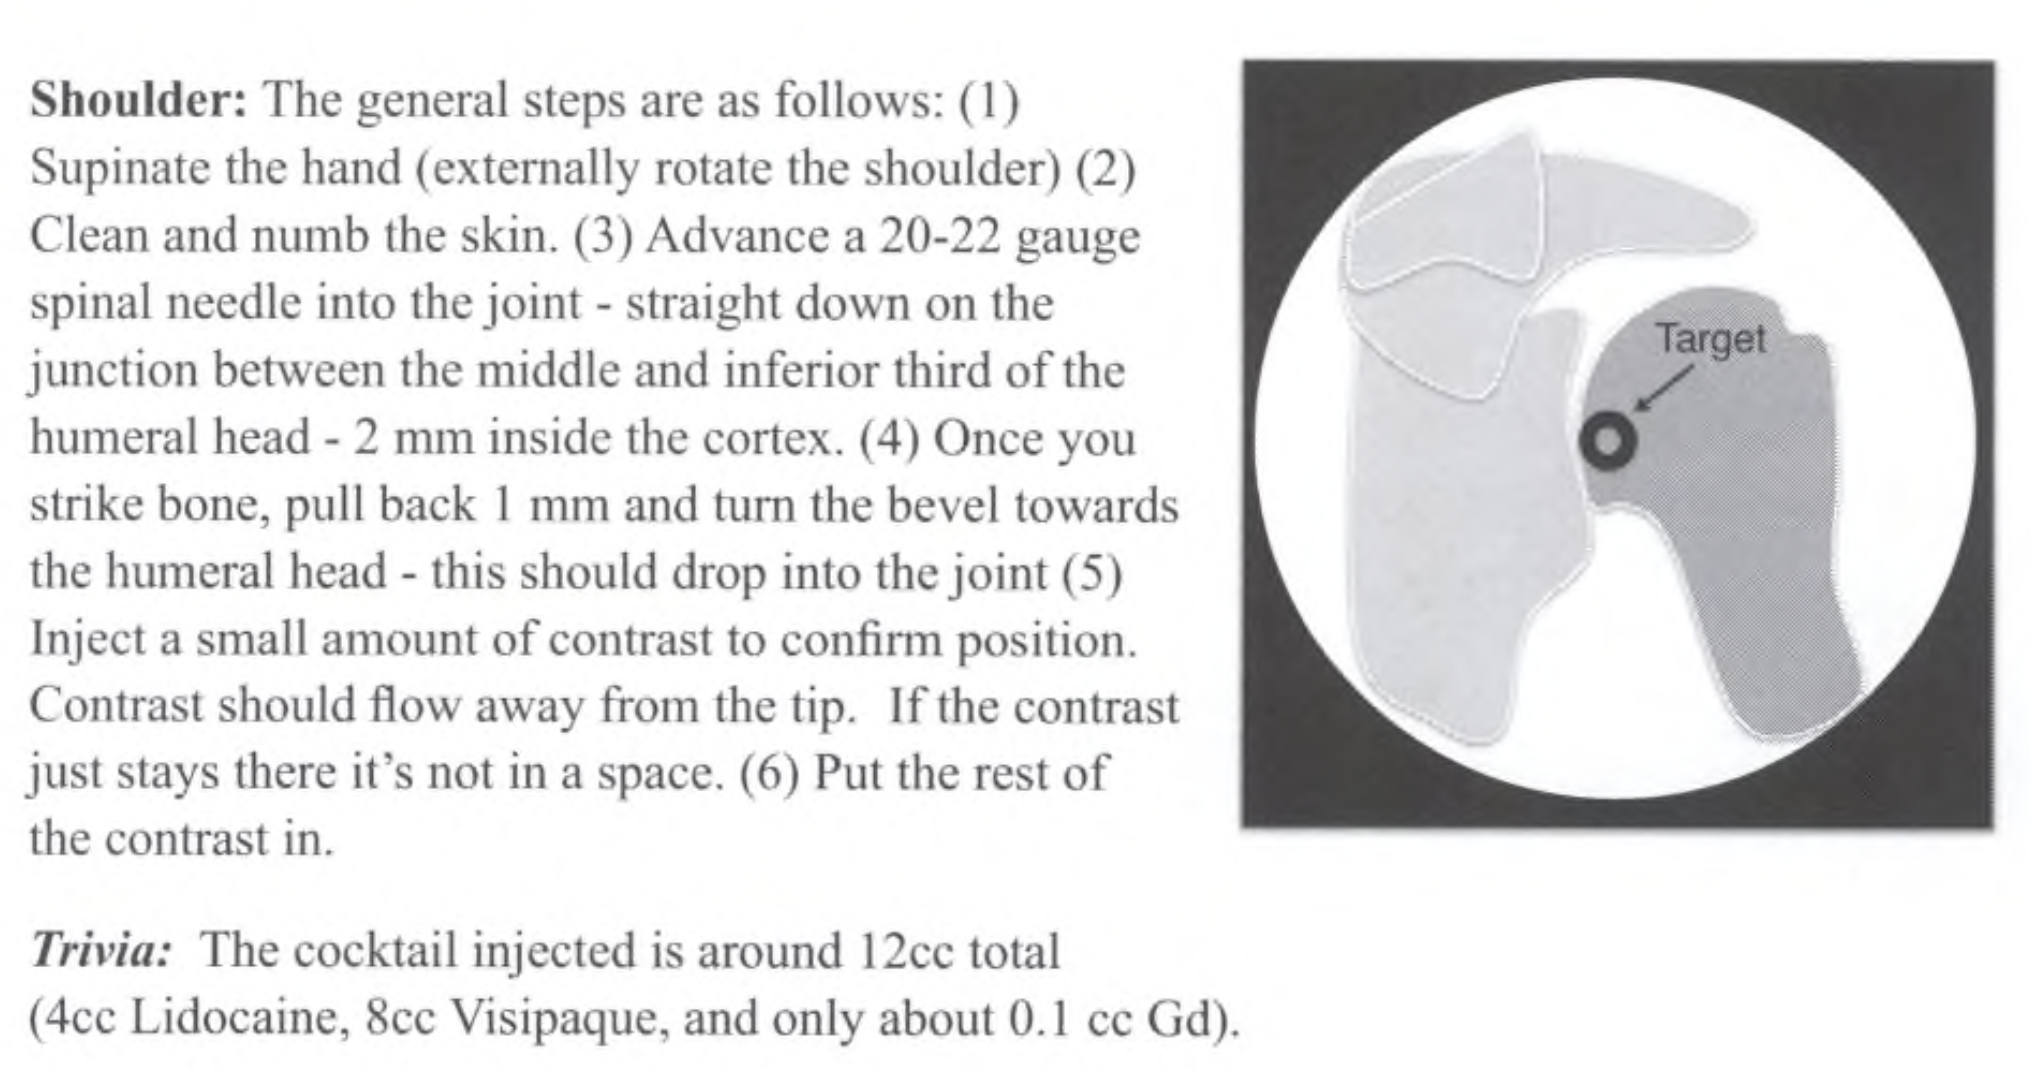 Shoulder: The general steps are as follows: (1)
Supinate the hand (externally rotate the shoulder) (2)
Clean and numb the skin. (3) Advance a 20-22 gauge
spinal needle into the joint - straight down on the
junction between the middle and inferior third of the
humeral head - 2 mm inside the cortex. (4) Once you
strike bone, pull back 1 mm and turn the bevel towards
the humeral head - this should drop into the joint (5)
Inject a small amount of contrast to confirm position.
Contrast should flow away from the tip.  If the contrast
just stays there it's not in a space. (6) Put the rest of
the contrast in.
Trivia:  The cocktail injected is around 12cc total
(4cc Lidocaine, 8cc Visipaque, and only about 0.1 cc Gd).
Target